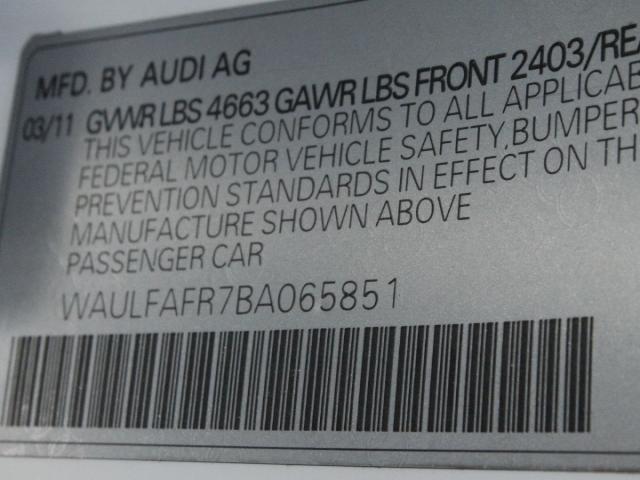 MFD. BY AUDI AG
03/11 GVWR LBS 4663 GAWR LBS FRONT 2403/REA
THIS VEHICLE CONFORMS TO ALL APPLICAB
FEDERAL MOTOR VEHICLE SAFETY, BUMPER
PREVENTION STANDARDS IN EFFECT ON TH
MANUFACTURE SHOWN ABOVE
PASSENGER CAR
WAULFAFR7BA065851